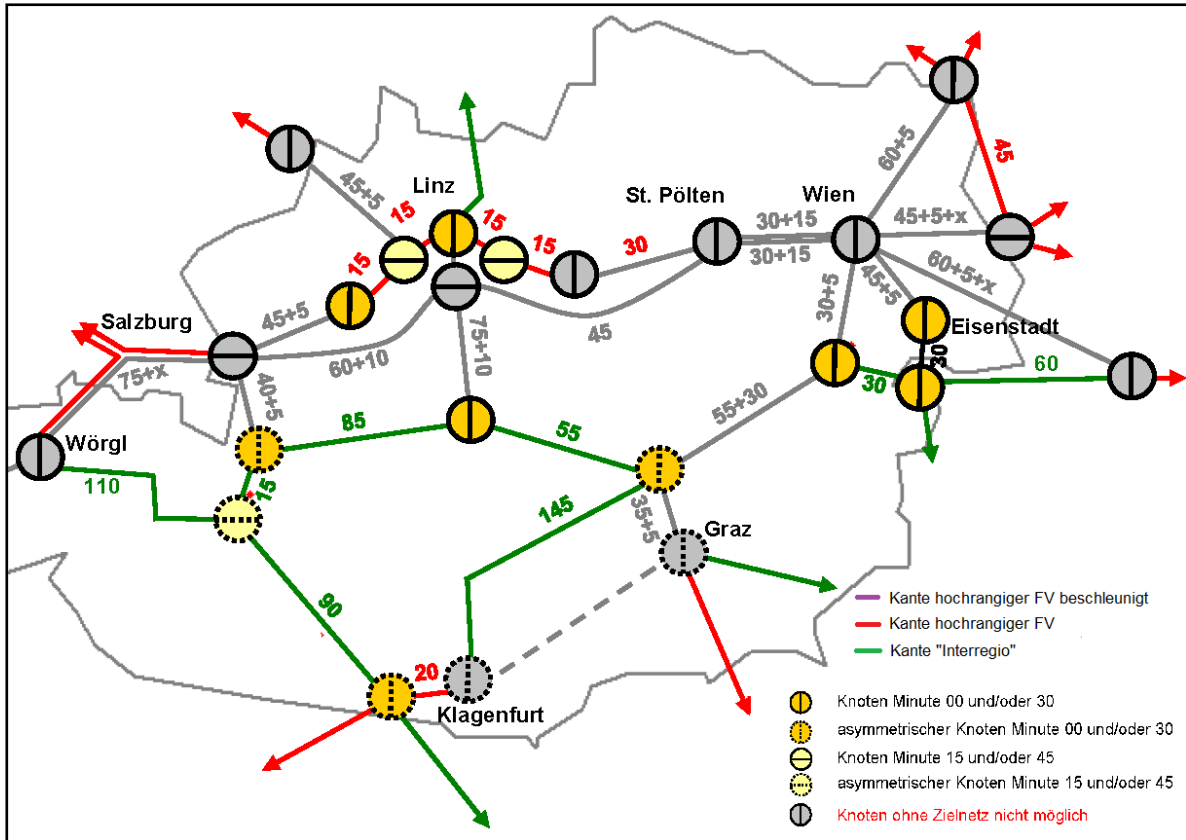 60+5
45
45+5
Linz
15
15
St. Pölten
Wien
30+15
45+5+x
15
15
30
30+15
60+5+x
45+5
30+5
Salzburg
45+5
45
Eisenstadt
75+x
60+10
75+10
30
60
40+5
30
55+30
85
55
Wörgl
110
15
145
35+5
Graz
90
20
Klagenfurt
Kante hochrangiger FV beschleunigt
Kante hochrangiger FV
Kante "Interregio"
Knoten Minute 00 und/oder 30
asymmetrischer Knoten Minute 00 und/oder 30
Knoten Minute 15 und/oder 45
asymmetrischer Knoten Minute 15 und/oder 45
Knoten ohne Zielnetz nicht möglich